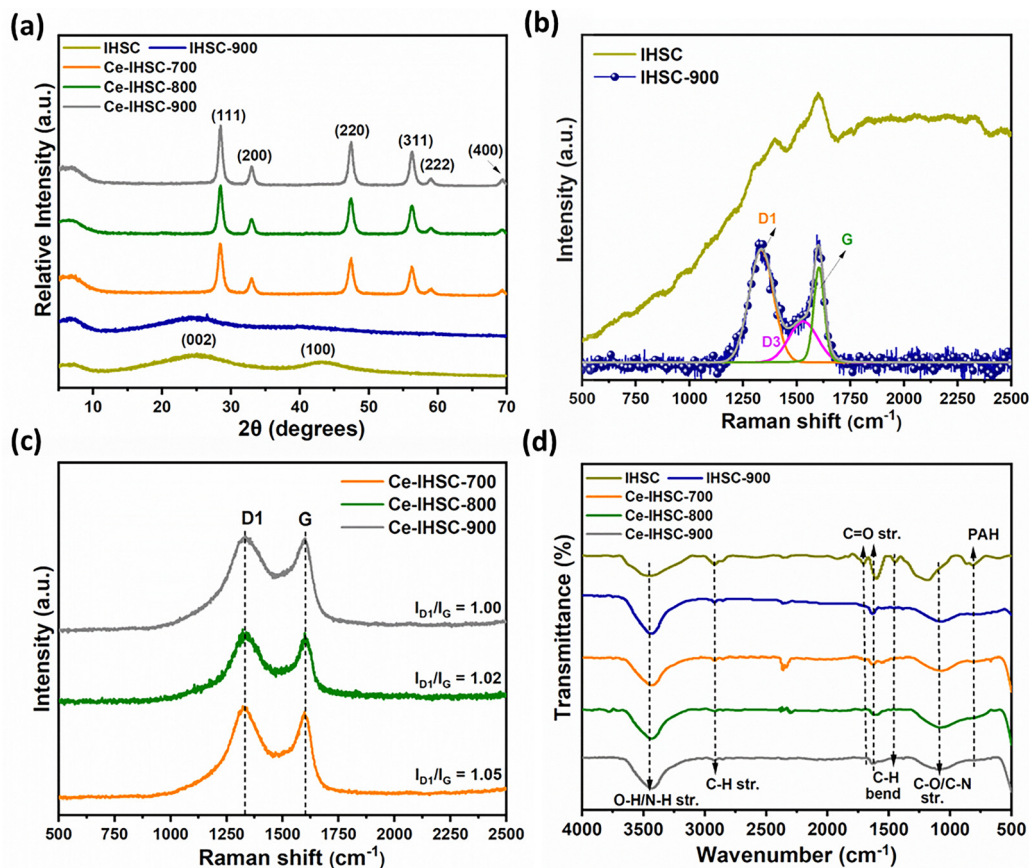 (a)
IHSC IHSC-900
Ce-IHSC-700
Ce-IHSC-800
Ce-IHSC-900
(111)
(200)
(220)
(311)
(222)
(400)
(002)
(100)
Relative Intensity (a.u.)
10 20 30 40 50 60 70
2θ (degrees)
(b)
IHSC
IHSC-900
D1
G
D3
Intensity (a.u.)
500 750 1000 1250 1500 1750 2000 2250 2500
Raman shift (cm⁻¹)
(c)
Ce-IHSC-700
Ce-IHSC-800
Ce-IHSC-900
D1 G
I_D1/I_G = 1.00
I_D1/I_G = 1.02
I_D1/I_G = 1.05
Intensity (a.u.)
500 750 1000 1250 1500 1750 2000 2250 2500
Raman shift (cm⁻¹)
(d)
IHSC IHSC-900
Ce-IHSC-700
Ce-IHSC-800
Ce-IHSC-900
C=O str.
PAH
O-H/N-H str.
C-H str.
C-H
bend
C-O/C-N
str.
Transmittance (%)
4000 3500 3000 2500 2000 1500 1000 500
Wavenumber (cm⁻¹)